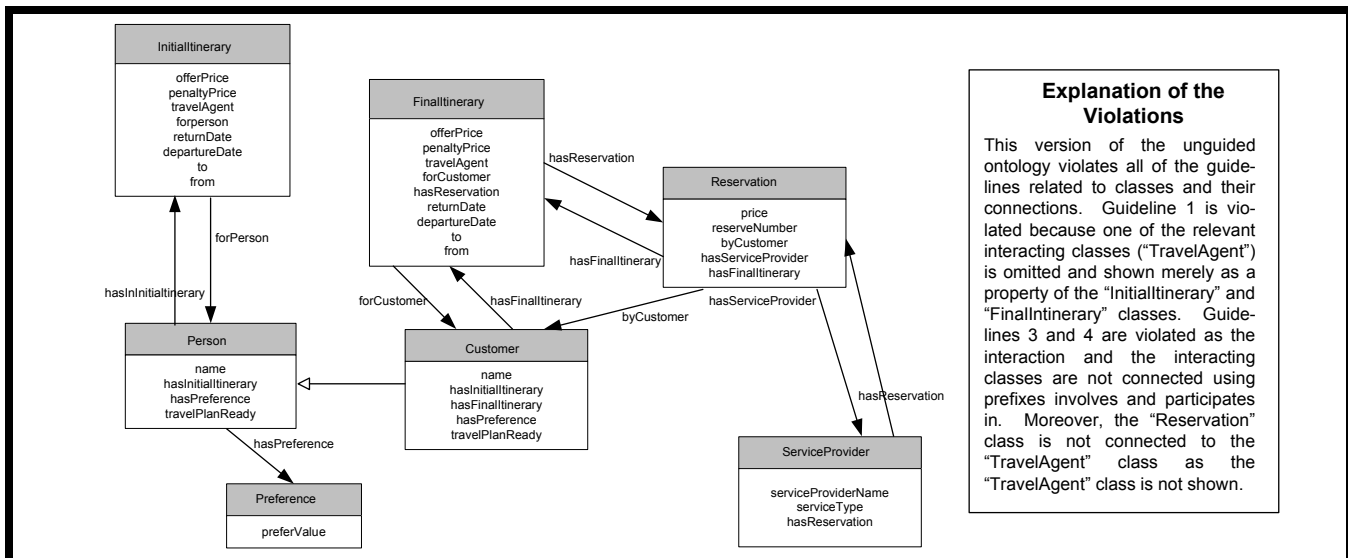 InitialItinerary
offerPrice
penaltyPrice
travelAgent
forperson
returnDate
departureDate
to
from
FinalItinerary
offerPrice
penaltyPrice
travelAgent
forCustomer
hasReservation
returnDate
departureDate
to
from
hasReservation
Reservation
price
reserveNumber
byCustomer
hasServiceProvider
hasFinalItinerary
hasFinalItinerary
forPerson
hasInInitialtinerary
forCustomer
hasFinalItinerary
byCustomer
hasServiceProvider
Person
name
hasInitialItinerary
hasPreference
travelPlanReady
Customer
name
hasInitialItinerary
hasFinalItinerary
hasPreference
travelPlanReady
hasReservation
hasPreference
Preference
preferValue
ServiceProvider
serviceProviderName
serviceType
hasReservation
Explanation of the
Violations
This version of the unguided
ontology violates all of the guide-
lines related to classes and their
connections. Guideline 1 is vio-
lated because one of the relevant
interacting classes (“TravelAgent”)
is omitted and shown merely as a
property of the “InitialItinerary” and
“FinalIntinerary” classes. Guide-
lines 3 and 4 are violated as the
interaction and the interacting
classes are not connected using
prefixes involves and participates
in. Moreover, the “Reservation”
class is not connected to the
“TravelAgent” class as the
“TravelAgent” class is not shown.